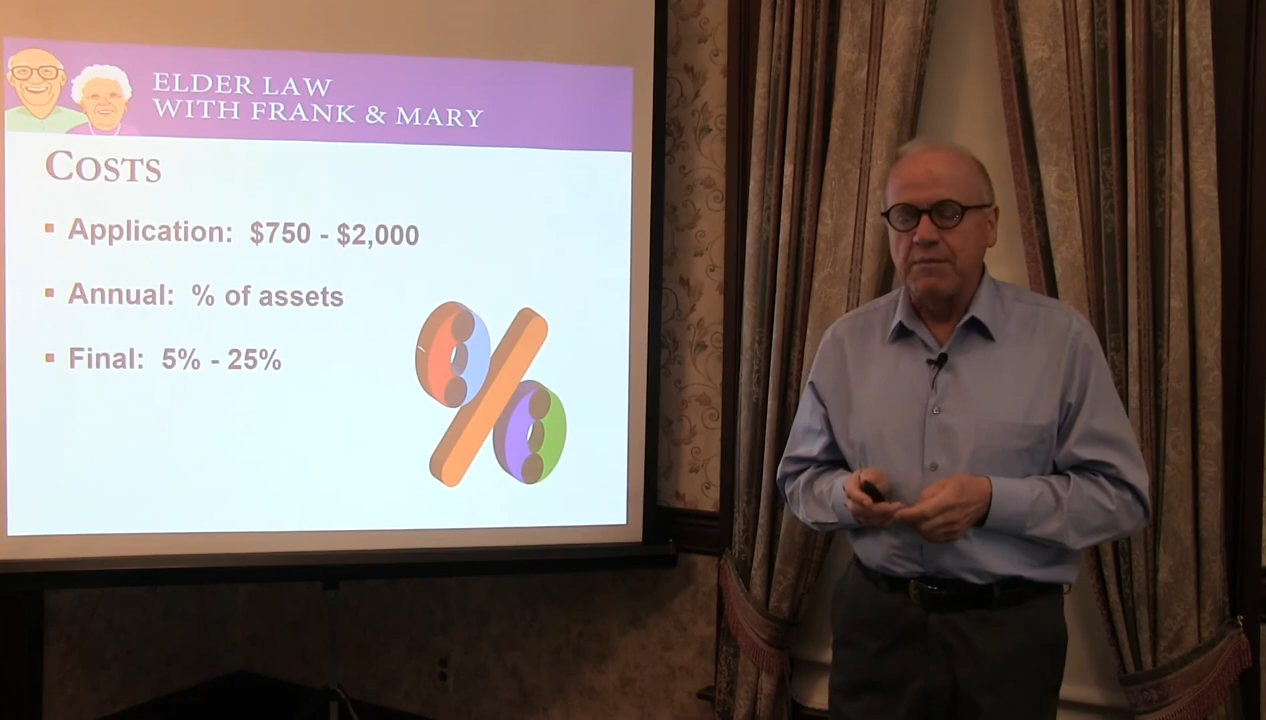 ELDER LAW
WITH FRANK & MARY
COSTS
▪ Application: $750 - $2,000
▪ Annual: % of assets
▪ Final: 5% - 25%
%